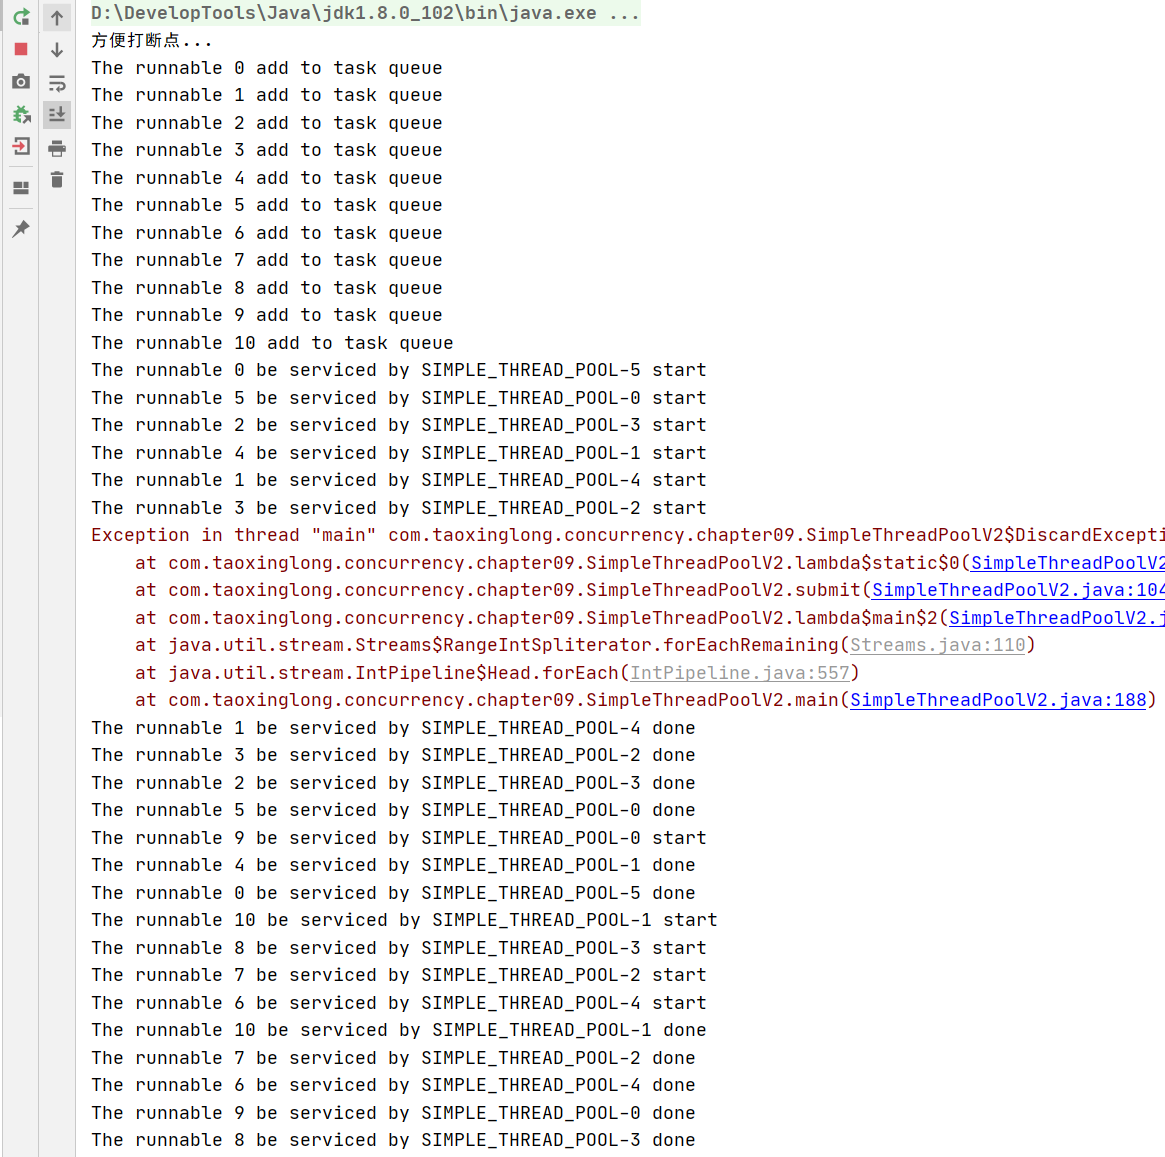 D:\DevelopTools\Java\jdk1.8.0_102\bin\java.exe ...
方便打断点...
The runnable 0 add to task queue
The runnable 1 add to task queue
The runnable 2 add to task queue
The runnable 3 add to task queue
The runnable 4 add to task queue
The runnable 5 add to task queue
The runnable 6 add to task queue
The runnable 7 add to task queue
The runnable 8 add to task queue
The runnable 9 add to task queue
The runnable 10 add to task queue
The runnable 0 be serviced by SIMPLE_THREAD_POOL-5 start
The runnable 5 be serviced by SIMPLE_THREAD_POOL-0 start
The runnable 2 be serviced by SIMPLE_THREAD_POOL-3 start
The runnable 4 be serviced by SIMPLE_THREAD_POOL-1 start
The runnable 1 be serviced by SIMPLE_THREAD_POOL-4 start
The runnable 3 be serviced by SIMPLE_THREAD_POOL-2 start
Exception in thread "main" com.taoxinglong.concurrency.chapter09.SimpleThreadPoolV2$DiscardExcepti
at com.taoxinglong.concurrency.chapter09.SimpleThreadPoolV2.lambda$static$0(SimpleThreadPoolV2
at com.taoxinglong.concurrency.chapter09.SimpleThreadPoolV2.submit(SimpleThreadPoolV2.java:104
at com.taoxinglong.concurrency.chapter09.SimpleThreadPoolV2.lambda$main$2(SimpleThreadPoolV2.j
at java.util.stream.Streams$RangeIntSpliterator.forEachRemaining(Streams.java:110)
at java.util.stream.IntPipeline$Head.forEach(IntPipeline.java:557)
at com.taoxinglong.concurrency.chapter09.SimpleThreadPoolV2.main(SimpleThreadPoolV2.java:188)
The runnable 1 be serviced by SIMPLE_THREAD_POOL-4 done
The runnable 3 be serviced by SIMPLE_THREAD_POOL-2 done
The runnable 2 be serviced by SIMPLE_THREAD_POOL-3 done
The runnable 5 be serviced by SIMPLE_THREAD_POOL-0 done
The runnable 9 be serviced by SIMPLE_THREAD_POOL-0 start
The runnable 4 be serviced by SIMPLE_THREAD_POOL-1 done
The runnable 0 be serviced by SIMPLE_THREAD_POOL-5 done
The runnable 10 be serviced by SIMPLE_THREAD_POOL-1 start
The runnable 8 be serviced by SIMPLE_THREAD_POOL-3 start
The runnable 7 be serviced by SIMPLE_THREAD_POOL-2 start
The runnable 6 be serviced by SIMPLE_THREAD_POOL-4 start
The runnable 10 be serviced by SIMPLE_THREAD_POOL-1 done
The runnable 7 be serviced by SIMPLE_THREAD_POOL-2 done
The runnable 6 be serviced by SIMPLE_THREAD_POOL-4 done
The runnable 9 be serviced by SIMPLE_THREAD_POOL-0 done
The runnable 8 be serviced by SIMPLE_THREAD_POOL-3 done